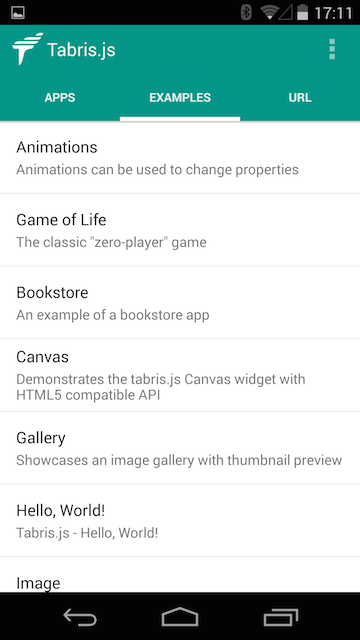 17:11
Tabris.js
APPS EXAMPLES URL
Animations
Animations can be used to change properties
Game of Life
The classic "zero-player" game
Bookstore
An example of a bookstore app
Canvas
Demonstrates the tabris.js Canvas widget with
HTML5 compatible API
Gallery
Showcases an image gallery with thumbnail preview
Hello, World!
Tabris.js - Hello, World!
Image